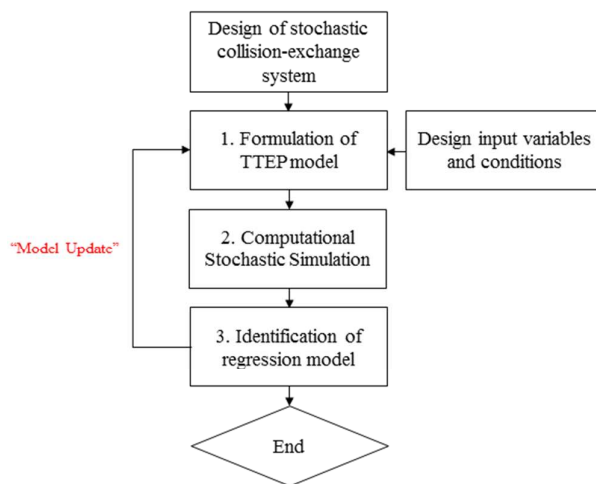 Design of stochastic
collision-exchange
system
1. Formulation of
TTEP model
Design input variables
and conditions
"Model Update"
2. Computational
Stochastic Simulation
3. Identification of
regression model
End